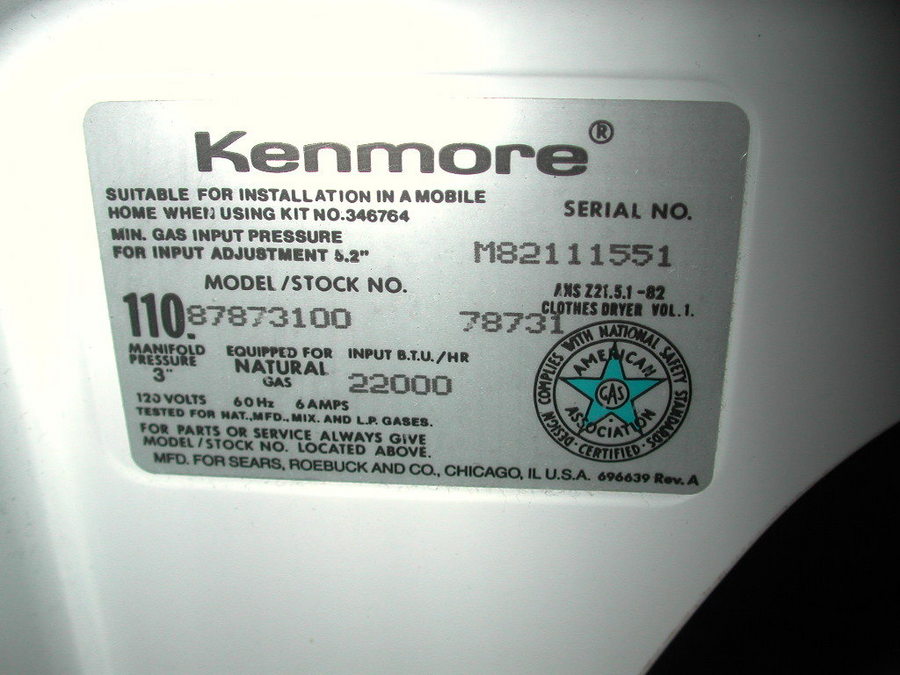 Kenmore®
SUITABLE FOR INSTALLATION IN A MOBILE
HOME WHEN USING KIT NO.346764
SERIAL NO.
MIN. GAS INPUT PRESSURE
FOR INPUT ADJUSTMENT 5.2"
M82111551
MODEL/STOCK NO.
ANS Z21.5.1-82
CLOTHES DRYER VOL.1.
110.87873100
78731
MANIFOLD
PRESSURE
3"
EQUIPPED FOR
NATURAL
GAS
INPUT B.T.U./HR
22000
120 VOLTS 60Hz 6 AMPS
TESTED FOR NAT.,MFD.,MIX. AND L.P. GASES.
FOR PARTS OR SERVICE ALWAYS GIVE
MODEL/STOCK NO. LOCATED ABOVE.
MFD. FOR SEARS, ROEBUCK AND CO., CHICAGO, IL U.S.A. 696639 Rev. A
DESIGN COMPLIES WITH NATIONAL SAFETY STANDARDS
· CERTIFIED ·
AMERICAN
GAS
ASSOCIATION